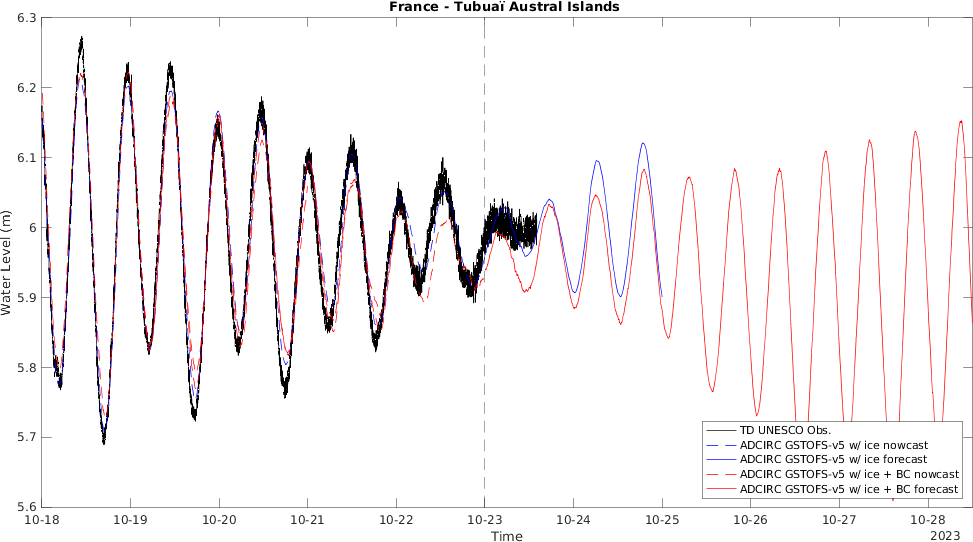 France - Tubuaï Austral Islands
6.3
6.2
6.1
6
5.9
5.8
5.7
5.6
Water Level (m)
TD UNESCO Obs.
ADCIRC GSTOFS-v5 w/ ice nowcast
ADCIRC GSTOFS-v5 w/ ice forecast
ADCIRC GSTOFS-v5 w/ ice + BC nowcast
ADCIRC GSTOFS-v5 w/ ice + BC forecast
10-18 10-19 10-20 10-21 10-22 10-23 10-24 10-25 10-26 10-27 10-28
Time
2023